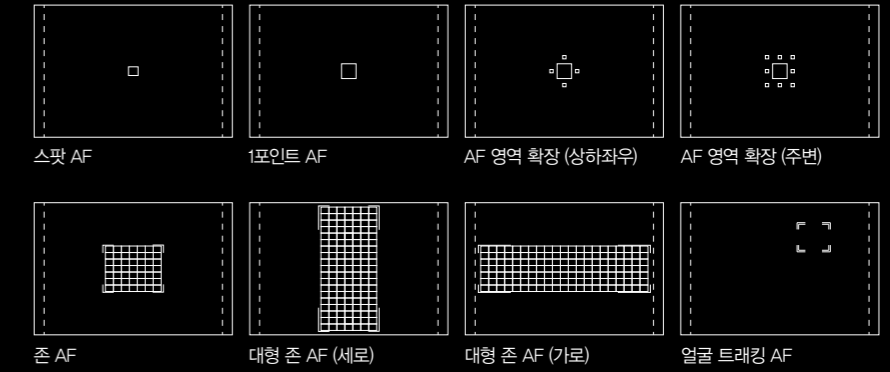 스팟 AF
1포인트 AF
AF 영역 확장 (상하좌우)
AF 영역 확장 (주변)
존 AF
대형 존 AF (세로)
대형 존 AF (가로)
얼굴 트래킹 AF